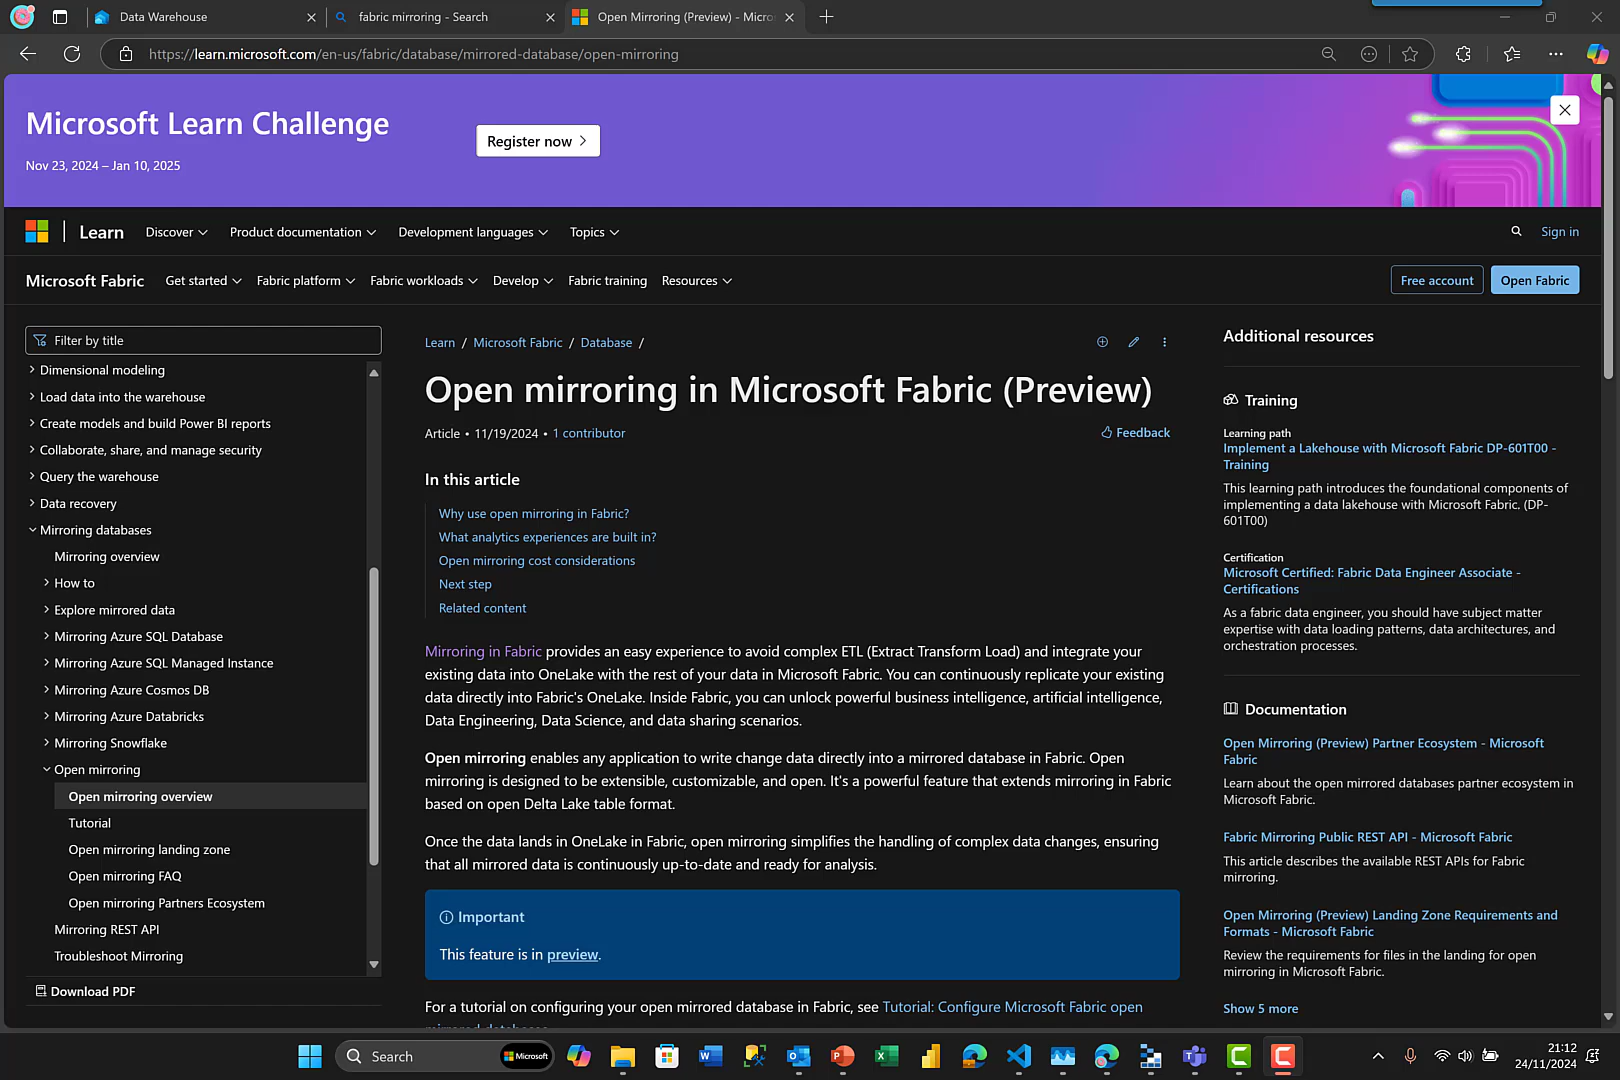 Data Warehouse
fabric mirroring - Search
Open Mirroring (Preview) - Micro
https://learn.microsoft.com/en-us/fabric/database/mirrored-database/open-mirroring
Microsoft Learn Challenge
Nov 23, 2024 – Jan 10, 2025
Register now
Learn
Discover
Product documentation
Development languages
Topics
Sign in
Microsoft Fabric
Get started
Fabric platform
Fabric workloads
Develop
Fabric training
Resources
Free account
Open Fabric
Filter by title
Dimensional modeling
Load data into the warehouse
Create models and build Power BI reports
Collaborate, share, and manage security
Query the warehouse
Data recovery
Mirroring databases
Mirroring overview
How to
Explore mirrored data
Mirroring Azure SQL Database
Mirroring Azure SQL Managed Instance
Mirroring Azure Cosmos DB
Mirroring Azure Databricks
Mirroring Snowflake
Open mirroring
Open mirroring overview
Tutorial
Open mirroring landing zone
Open mirroring FAQ
Open mirroring Partners Ecosystem
Mirroring REST API
Troubleshoot Mirroring
Download PDF
Learn / Microsoft Fabric / Database /
Open mirroring in Microsoft Fabric (Preview)
Article • 11/19/2024 • 1 contributor
Feedback
In this article
Why use open mirroring in Fabric?
What analytics experiences are built in?
Open mirroring cost considerations
Next step
Related content
Mirroring in Fabric provides an easy experience to avoid complex ETL (Extract Transform Load) and integrate your
existing data into OneLake with the rest of your data in Microsoft Fabric. You can continuously replicate your existing
data directly into Fabric's OneLake. Inside Fabric, you can unlock powerful business intelligence, artificial intelligence,
Data Engineering, Data Science, and data sharing scenarios.
Open mirroring enables any application to write change data directly into a mirrored database in Fabric. Open
mirroring is designed to be extensible, customizable, and open. It's a powerful feature that extends mirroring in Fabric
based on open Delta Lake table format.
Once the data lands in OneLake in Fabric, open mirroring simplifies the handling of complex data changes, ensuring
that all mirrored data is continuously up-to-date and ready for analysis.
Important
This feature is in preview.
For a tutorial on configuring your open mirrored database in Fabric, see Tutorial: Configure Microsoft Fabric open
mirrored databases
Additional resources
Training
Learning path
Implement a Lakehouse with Microsoft Fabric DP-601T00 -
Training
This learning path introduces the foundational components of
implementing a data lakehouse with Microsoft Fabric. (DP-
601T00)
Certification
Microsoft Certified: Fabric Data Engineer Associate -
Certifications
As a fabric data engineer, you should have subject matter
expertise with data loading patterns, data architectures, and
orchestration processes.
Documentation
Open Mirroring (Preview) Partner Ecosystem - Microsoft
Fabric
Learn about the open mirrored databases partner ecosystem in
Microsoft Fabric.
Fabric Mirroring Public REST API - Microsoft Fabric
This article describes the available REST APIs for Fabric
mirroring.
Open Mirroring (Preview) Landing Zone Requirements and
Formats - Microsoft Fabric
Review the requirements for files in the landing for open
mirroring in Microsoft Fabric.
Show 5 more
Search
Microsoft
21:12
24/11/2024